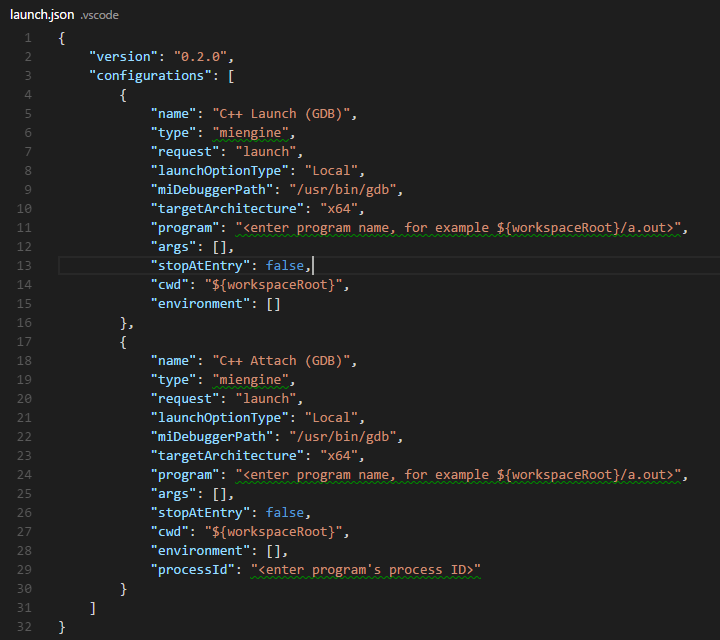 launch.json .vscode
1 {
2 "version": "0.2.0",
3 "configurations": [
4 {
5 "name": "C++ Launch (GDB)",
6 "type": "miengine",
7 "request": "launch",
8 "launchOptionType": "Local",
9 "miDebuggerPath": "/usr/bin/gdb",
10 "targetArchitecture": "x64",
11 "program": "<enter program name, for example ${workspaceRoot}/a.out>",
12 "args": [],
13 "stopAtEntry": false,
14 "cwd": "${workspaceRoot}",
15 "environment": []
16 },
17 {
18 "name": "C++ Attach (GDB)",
19 "type": "miengine",
20 "request": "launch",
21 "launchOptionType": "Local",
22 "miDebuggerPath": "/usr/bin/gdb",
23 "targetArchitecture": "x64",
24 "program": "<enter program name, for example ${workspaceRoot}/a.out>",
25 "args": [],
26 "stopAtEntry": false,
27 "cwd": "${workspaceRoot}",
28 "environment": [],
29 "processId": "<enter program's process ID>"
30 }
31 ]
32 }